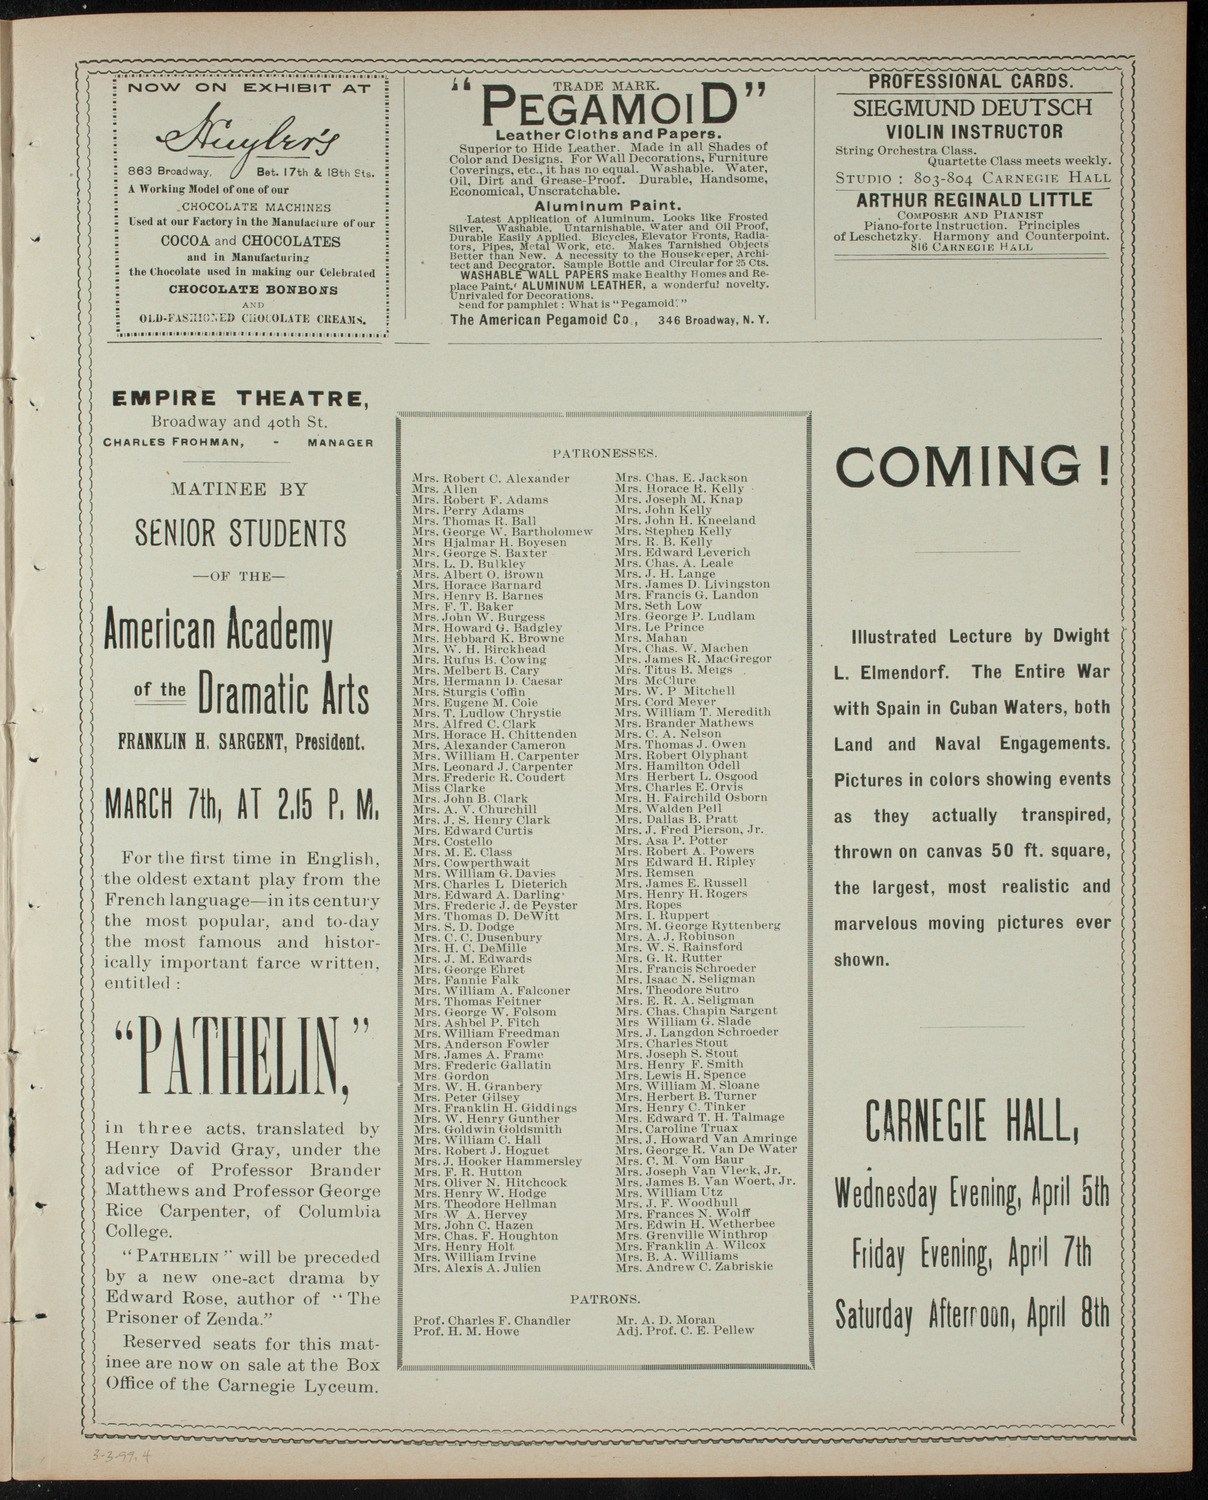 NOW ON EXHIBIT AT
Huyler's
863 Broadway, Bet. 17th & 18th Sts.
A Working Model of one of our
CHOCOLATE MACHINES
Used at our Factory in the Manufacture of our
COCOA and CHOCOLATES
and in Manufacturing
the Chocolate used in making our Celebrated
CHOCOLATE BONBONS
AND
OLD-FASHIONED CHOCOLATE CREAMS.
TRADE MARK.
"PEGAMOID"
Leather Cloths and Papers.
Superior to Hide Leather. Made in all Shades of
Color and Designs. For Wall Decorations, Furniture
Coverings, etc., it has no equal. Washable. Water,
Oil, Dirt and Grease-Proof. Durable, Handsome,
Economical, Unscratchable.
Aluminum Paint.
Latest Application of Aluminum. Looks like Frosted
Silver. Washable. Untarnishable. Water and Oil Proof,
Durable Easily Applied. Bicycles, Elevator Fronts, Radia-
tors, Pipes, Metal Work, etc. Makes Tarnished Objects
Better than New. A necessity to the Housekeeper, Archi-
tect and Decorator. Sample Bottle and Circular for 25 Cts.
WASHABLE WALL PAPERS make Healthy Homes and Re-
place Paint. ALUMINUM LEATHER, a wonderful novelty.
Unrivaled for Decorations.
Send for pamphlet: What is "Pegamoid?"
The American Pegamoid Co., 346 Broadway, N. Y.
PROFESSIONAL CARDS.
SIEGMUND DEUTSCH
VIOLIN INSTRUCTOR
String Orchestra Class.
Quartette Class meets weekly.
STUDIO: 803-804 CARNEGIE HALL
ARTHUR REGINALD LITTLE
COMPOSER AND PIANIST
Piano-forte Instruction. Principles
of Leschetzky. Harmony and Counterpoint.
816 CARNEGIE HALL
EMPIRE THEATRE,
Broadway and 40th St.
CHARLES FROHMAN, - MANAGER
MATINEE BY
SENIOR STUDENTS
—OF THE—
American Academy
of the Dramatic Arts
FRANKLIN H. SARGENT, President.
MARCH 7th, AT 2.15 P. M.
For the first time in English,
the oldest extant play from the
French language—in its century
the most popular, and to-day
the most famous and histor-
ically important farce written,
entitled:
"PATHELIN,"
in three acts, translated by
Henry David Gray, under the
advice of Professor Brander
Matthews and Professor George
Rice Carpenter, of Columbia
College.
"PATHELIN" will be preceded
by a new one-act drama by
Edward Rose, author of "The
Prisoner of Zenda."
Reserved seats for this mat-
inee are now on sale at the Box
Office of the Carnegie Lyceum.
PATRONESSES.
Mrs. Robert C. Alexander
Mrs. Allen
Mrs. Robert F. Adams
Mrs. Perry Adams
Mrs. Thomas R. Ball
Mrs. George W. Bartholomew
Mrs Hjalmar H. Boyesen
Mrs. George S. Baxter
Mrs. L. D. Bulkley
Mrs. Albert O. Brown
Mrs. Horace Barnard
Mrs. Henry B. Barnes
Mrs. F. T. Baker
Mrs. John W. Burgess
Mrs. Howard G. Badgley
Mrs. Hebbard K. Browne
Mrs. W. H. Birckhead
Mrs. Rufus B. Cowing
Mrs. Melbert B. Cary
Mrs. Hermann D. Caesar
Mrs. Sturgis Coffin
Mrs. Eugene M. Cole
Mrs. T. Ludlow Chrystie
Mrs. Alfred C. Clark
Mrs. Horace H. Chittenden
Mrs. Alexander Cameron
Mrs. William H. Carpenter
Mrs. Leonard J. Carpenter
Mrs. Frederic R. Coudert
Miss Clarke
Mrs. John B. Clark
Mrs. A. V. Churchill
Mrs. J. S. Henry Clark
Mrs. Edward Curtis
Mrs. Costello
Mrs. M. E. Class
Mrs. Cowperthwait
Mrs. William G. Davies
Mrs. Charles L. Dieterich
Mrs. Edward A. Darling
Mrs. Frederic J. de Peyster
Mrs. Thomas D. DeWitt
Mrs. S. D. Dodge
Mrs. C. C. Dusenbury
Mrs. H. C. DeMille
Mrs. J. M. Edwards
Mrs. George Ehret
Mrs. Fannie Falk
Mrs. William A. Falconer
Mrs. Thomas Feitner
Mrs. George W. Folsom
Mrs. Ashbel P. Fitch
Mrs. William Freedman
Mrs. Anderson Fowler
Mrs. James A. Frame
Mrs. Frederic Gallatin
Mrs. Gordon
Mrs. W. H. Granbery
Mrs. Peter Gilsey
Mrs. Franklin H. Giddings
Mrs. W. Henry Gunther
Mrs. Goldwin Goldsmith
Mrs. William C. Hall
Mrs. Robert J. Hoguet
Mrs. J. Hooker Hammersley
Mrs. F. R. Hutton
Mrs. Oliver N. Hitchcock
Mrs. Henry W. Hodge
Mrs. Theodore Hellman
Mrs. W. A. Hervey
Mrs. John C. Hazen
Mrs. Chas. F. Houghton
Mrs. Henry Holt
Mrs. William Irvine
Mrs. Alexis A. Julien
Mrs. Chas. E. Jackson
Mrs. Horace R. Kelly
Mrs. Joseph M. Knap
Mrs. John Kelly
Mrs. John H. Kneeland
Mrs. Stephen Kelly
Mrs. R. B. Kelly
Mrs. Edward Leverich
Mrs. Chas. A. Leale
Mrs. J. H. Lange
Mrs. James D. Livingston
Mrs. Francis G. Landon
Mrs. Seth Low
Mrs. George P. Ludlam
Mrs. Le Prince
Mrs. Mahan
Mrs. Chas. W. Machen
Mrs. James R. MacGregor
Mrs. Titus B. Meigs
Mrs. McClure
Mrs. W. P. Mitchell
Mrs. Cord Meyer
Mrs. William T. Meredith
Mrs. Brander Mathews
Mrs. C. A. Nelson
Mrs. Thomas J. Owen
Mrs. Robert Olyphant
Mrs. Hamilton Odell
Mrs. Herbert L. Osgood
Mrs. Charles E. Orvis
Mrs. H. Fairchild Osborn
Mrs. Walden Pell
Mrs. Dallas B. Pratt
Mrs. J. Fred Pierson, Jr.
Mrs. Asa P. Potter
Mrs. Robert A. Powers
Mrs Edward H. Ripley
Mrs. Remsen
Mrs. James E. Russell
Mrs. Henry H. Rogers
Mrs. Ropes
Mrs. I. Ruppert
Mrs. M. George Ryttenberg
Mrs. A. J. Robinson
Mrs. W. S. Rainsford
Mrs. G. R. Rutter
Mrs. Francis Schroeder
Mrs. Isaac N. Seligman
Mrs. Theodore Sutro
Mrs. E. R. A. Seligman
Mrs. Chas. Chapin Sargent
Mrs William G. Slade
Mrs. J. Langdon Schroeder
Mrs. Charles Stout
Mrs. Joseph S. Stout
Mrs. Henry F. Smith
Mrs. Lewis H. Spence
Mrs. William M. Sloane
Mrs. Herbert B. Turner
Mrs. Henry C. Tinker
Mrs. Edward T. H. Talmage
Mrs. Caroline Truax
Mrs. J. Howard Van Amringe
Mrs. George R. Van De Water
Mrs. C. M. Vom Baur
Mrs. Joseph Van Vleck, Jr.
Mrs. James B. Van Woert, Jr.
Mrs. William Utz
Mrs. J. F. Woodhull
Mrs. Frances N. Wolff
Mrs. Edwin H. Wetherbee
Mrs. Grenville Winthrop
Mrs. Franklin A. Wilcox
Mrs. B. A. Williams
Mrs. Andrew C. Zabriskie
PATRONS.
Prof. Charles F. Chandler
Prof. H. M. Howe
Mr. A. D. Moran
Adj. Prof. C. E. Pellew
COMING!
Illustrated Lecture by Dwight
L. Elmendorf. The Entire War
with Spain in Cuban Waters, both
Land and Naval Engagements.
Pictures in colors showing events
as they actually transpired,
thrown on canvas 50 ft. square,
the largest, most realistic and
marvelous moving pictures ever
shown.
CARNEGIE HALL,
Wednesday Evening, April 5th
Friday Evening, April 7th
Saturday Afternoon, April 8th
3-3-99.4